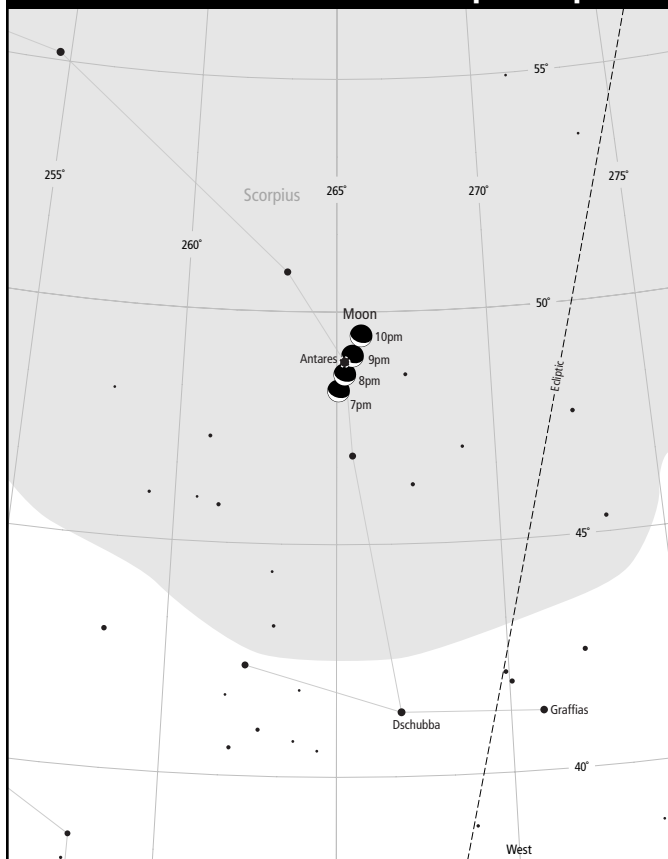 55°
255°
275°
Scorpius
265°
270°
260°
50°
Moon
10pm
Antares
9pm
8pm
7pm
Ecliptic
45°
Graffias
Dschubba
40°
West